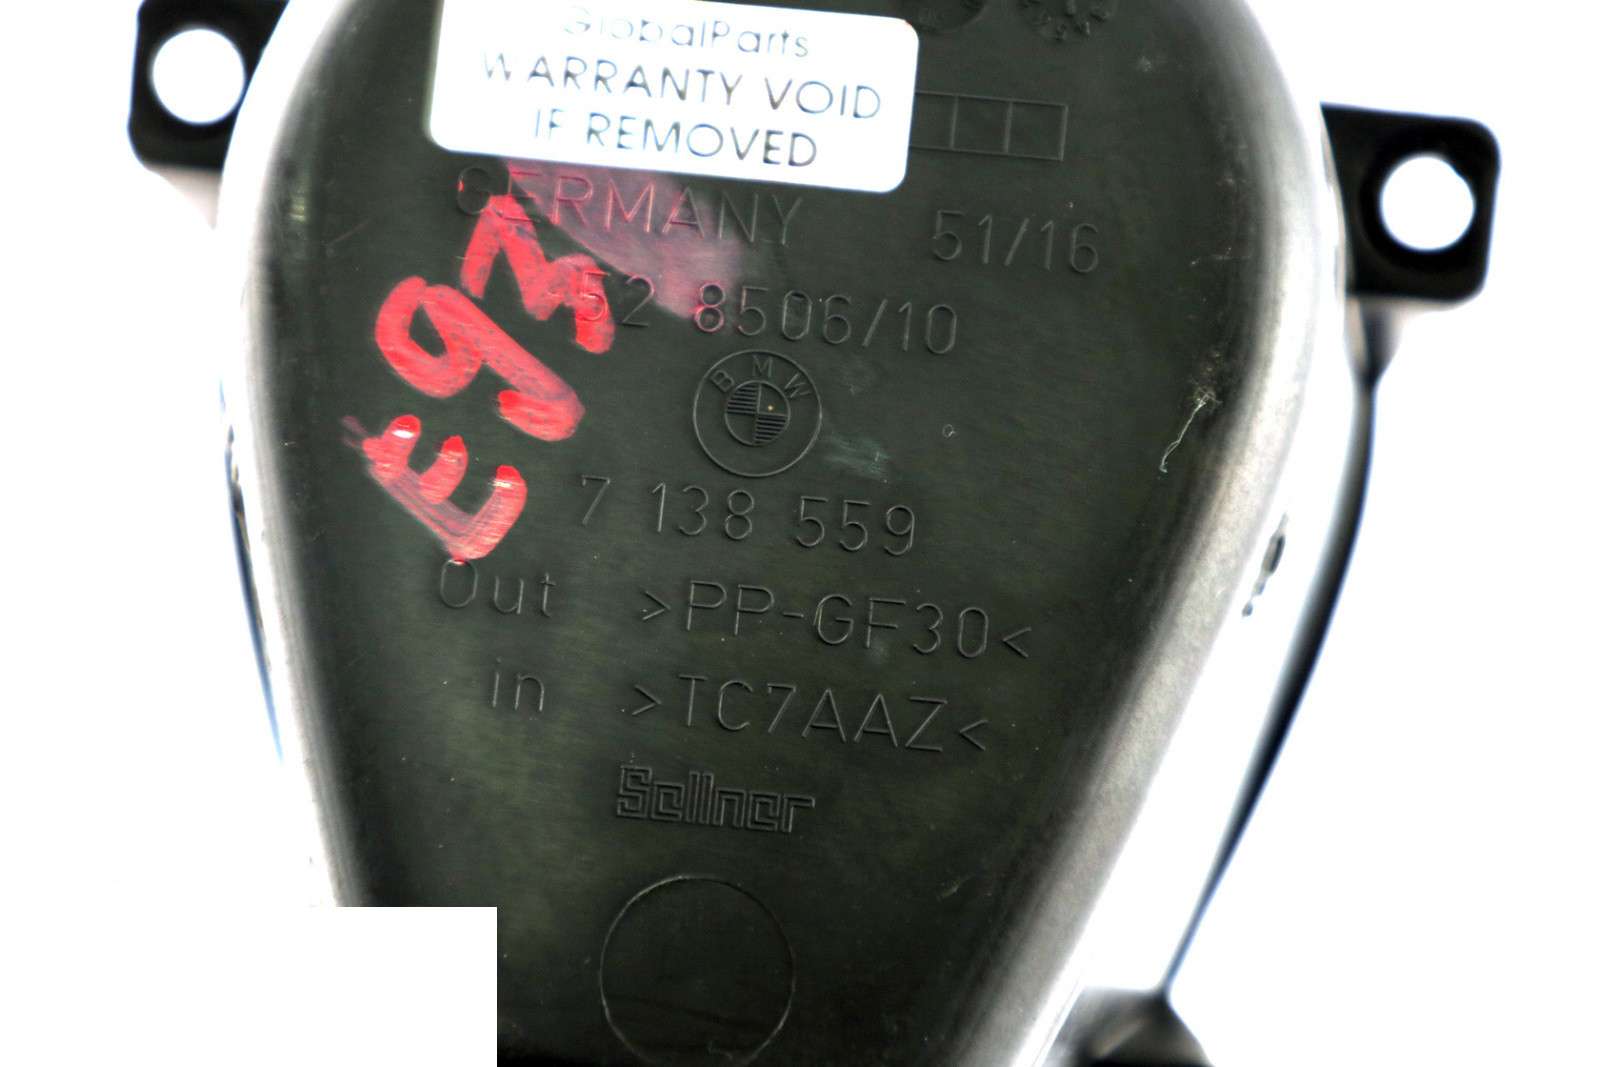 GlobalParts
WARRANTY VOID
IF REMOVED
GERMANY 51/16
52 8506/10
E93
BMW
7 138 559
Out >PP-GF30<
in >TC7AAZ<
Sellner